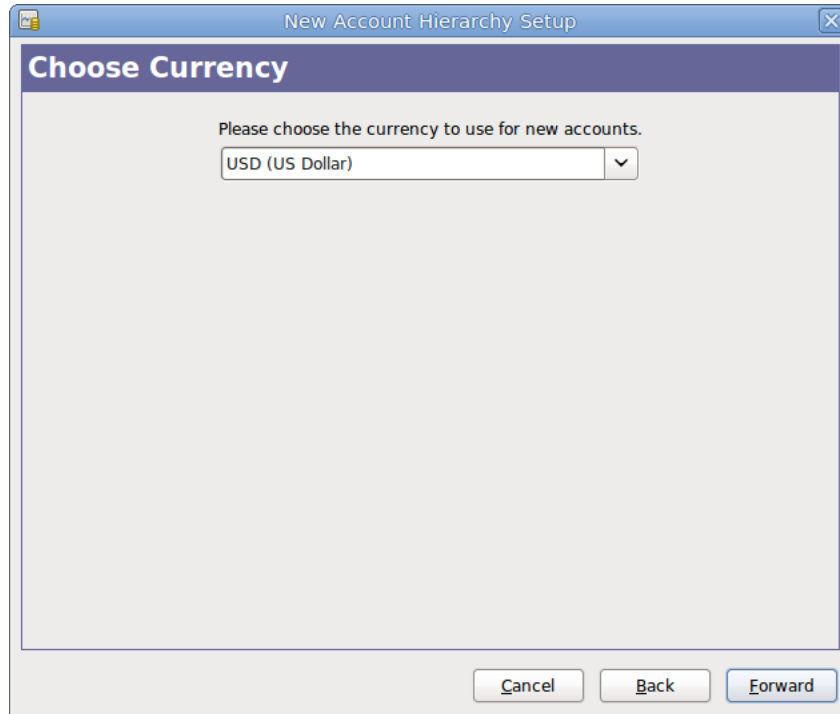 New Account Hierarchy Setup
Choose Currency
Please choose the currency to use for new accounts.
USD (US Dollar)
Cancel Back Forward